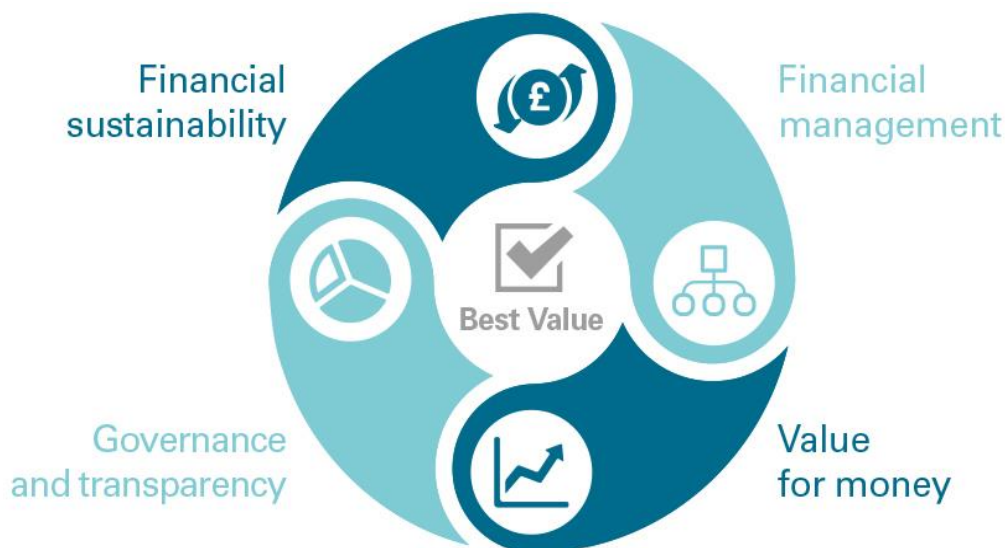 Financial
sustainability
Financial
management
£
Best Value
Governance
and transparency
Value
for money